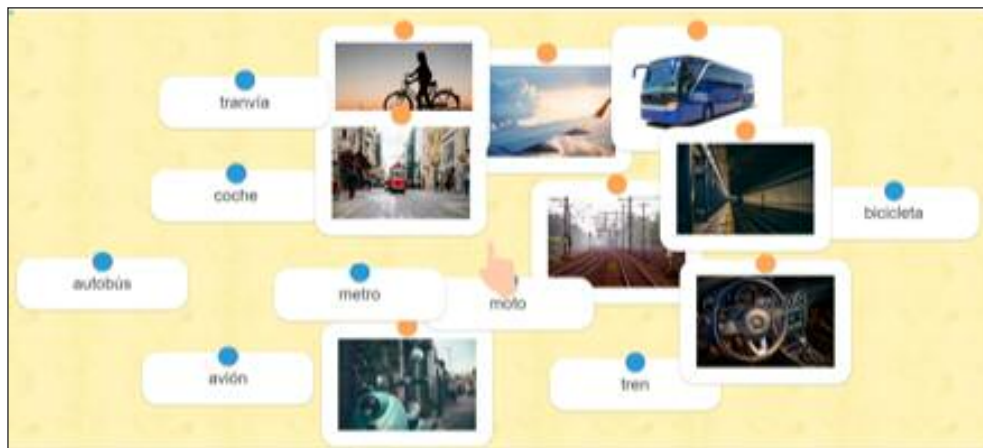 tranvía
coche
bicicleta
autobús
metro
moto
avión
tren